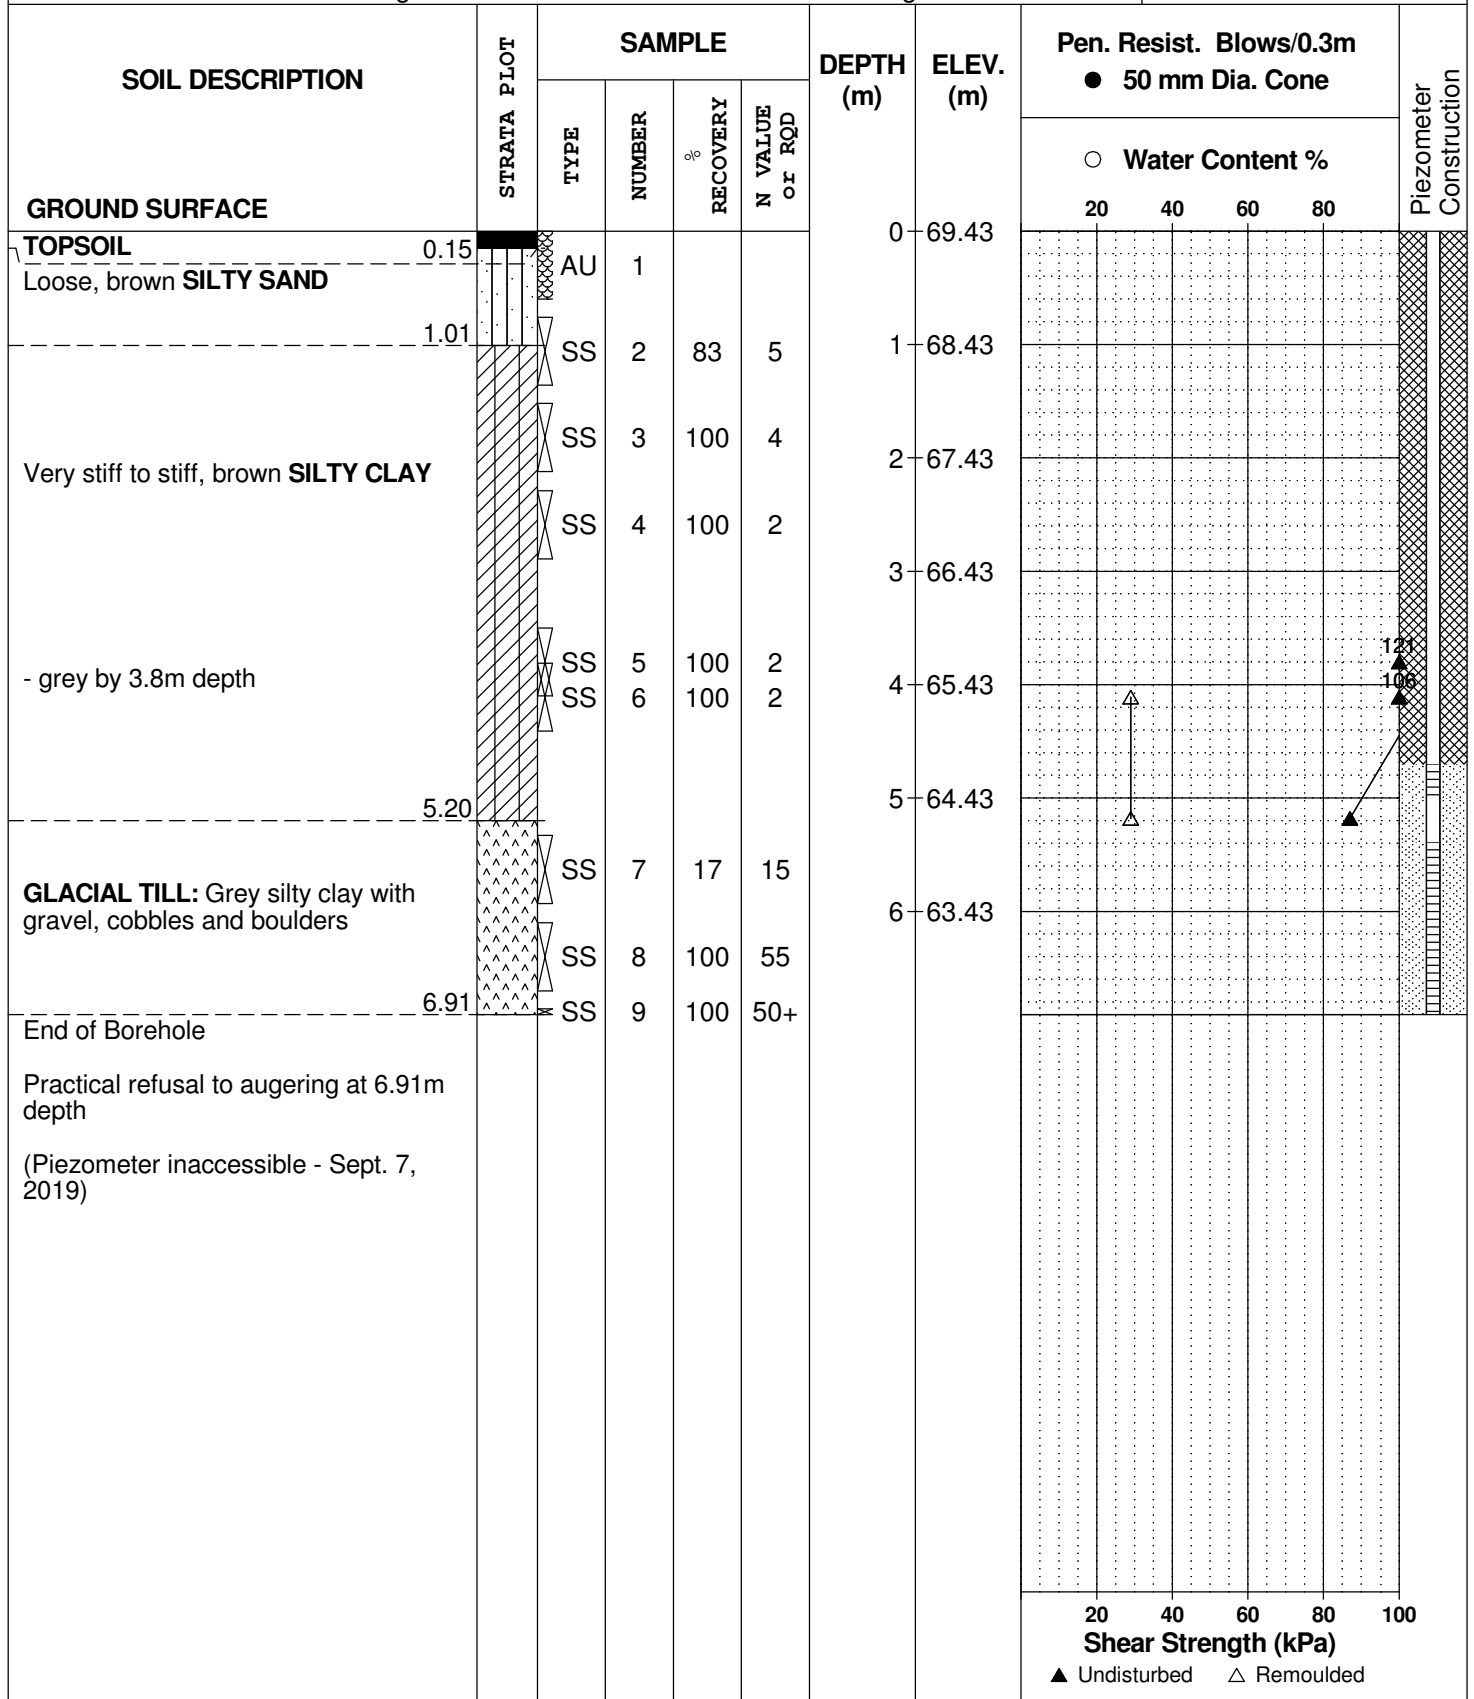 SOIL DESCRIPTION
GROUND SURFACE
STRATA PLOT
SAMPLE
TYPE
NUMBER
% RECOVERY
N VALUE or RQD
DEPTH (m)
ELEV. (m)
Pen. Resist. Blows/0.3m
● 50 mm Dia. Cone
○ Water Content %
20 40 60 80
Piezometer Construction
TOPSOIL 0.15
Loose, brown SILTY SAND
1.01
Very stiff to stiff, brown SILTY CLAY
- grey by 3.8m depth
5.20
GLACIAL TILL: Grey silty clay with
gravel, cobbles and boulders
6.91
End of Borehole
Practical refusal to augering at 6.91m
depth
(Piezometer inaccessible - Sept. 7,
2019)
AU 1
SS 2 83 5
SS 3 100 4
SS 4 100 2
SS 5 100 2
SS 6 100 2
SS 7 17 15
SS 8 100 55
SS 9 100 50+
0 69.43
1 68.43
2 67.43
3 66.43
4 65.43
5 64.43
6 63.43
121
106
20 40 60 80 100
Shear Strength (kPa)
▲ Undisturbed △ Remoulded